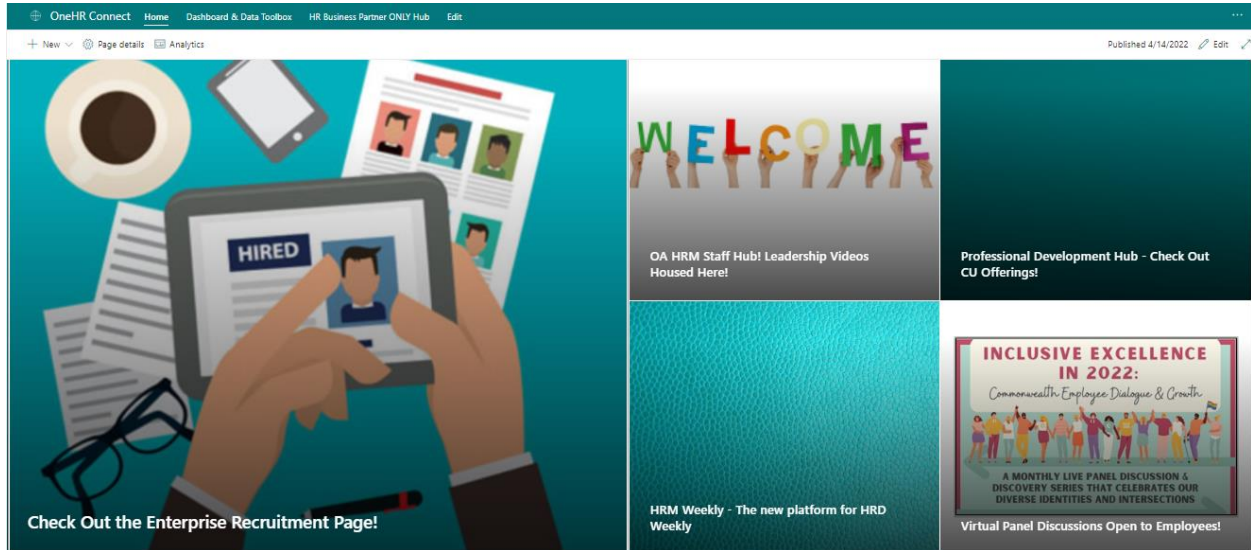 OneHR Connect Home Dashboard & Data Toolbox HR Business Partner ONLY Hub Edit
New Page details Analytics
Published 4/14/2022 Edit
HIRED
Check Out the Enterprise Recruitment Page!
WELCOME
OA HRM Staff Hub! Leadership Videos
Housed Here!
Professional Development Hub - Check Out
CU Offerings!
HRM Weekly - The new platform for HRD
Weekly
INCLUSIVE EXCELLENCE
IN 2022:
Commonwealth Employee Dialogue & Growth
A MONTHLY LIVE PANEL DISCUSSION &
DISCOVERY SERIES THAT CELEBRATES OUR
DIVERSE IDENTITIES AND INTERSECTIONS
Virtual Panel Discussions Open to Employees!